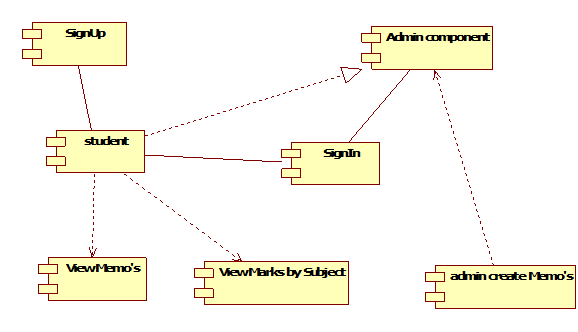 SignUp
Admin component
student
SignIn
ViewMemo's
ViewMarks by Subject
admin create Memo's